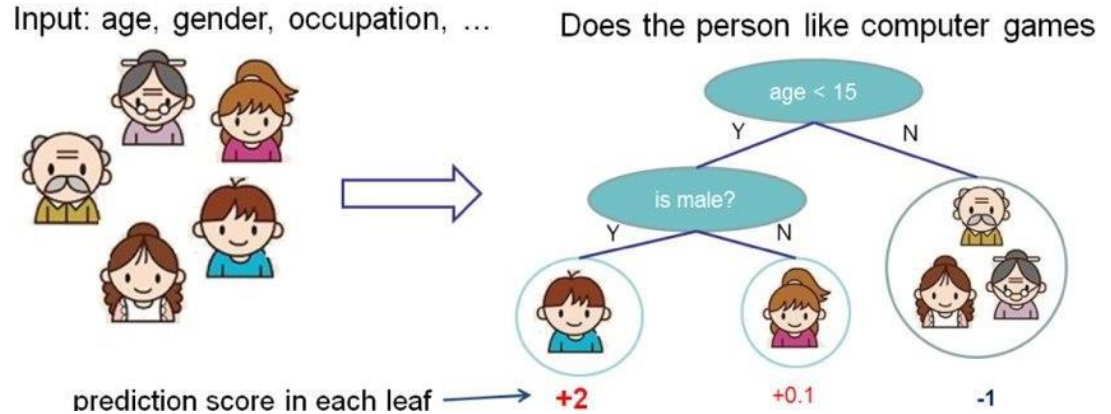 Input: age, gender, occupation, …
Does the person like computer games
age < 15
Y
N
is male?
Y
N
prediction score in each leaf
+2
+0.1
-1